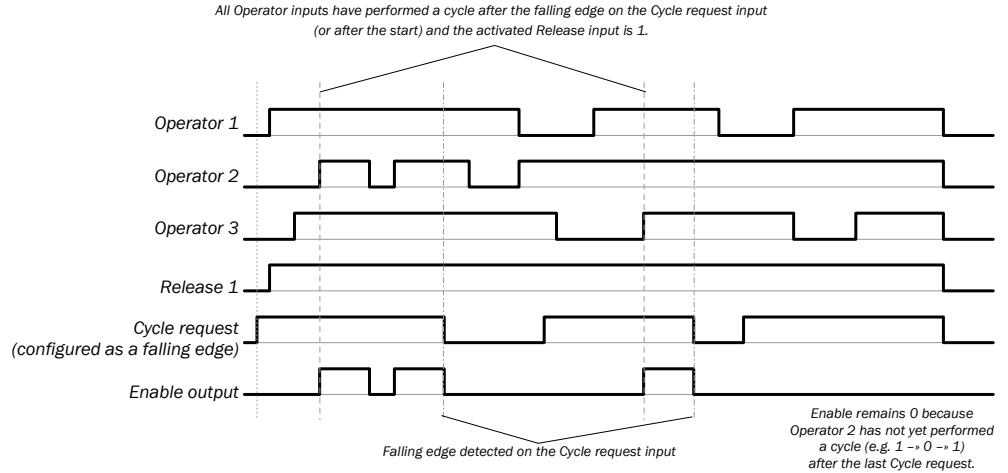 All Operator inputs have performed a cycle after the falling edge on the Cycle request input
(or after the start) and the activated Release input is 1.
Operator 1
Operator 2
Operator 3
Release 1
Cycle request
(configured as a falling edge)
Enable output
Falling edge detected on the Cycle request input
Enable remains 0 because
Operator 2 has not yet performed
a cycle (e.g. 1 –» 0 –» 1)
after the last Cycle request.